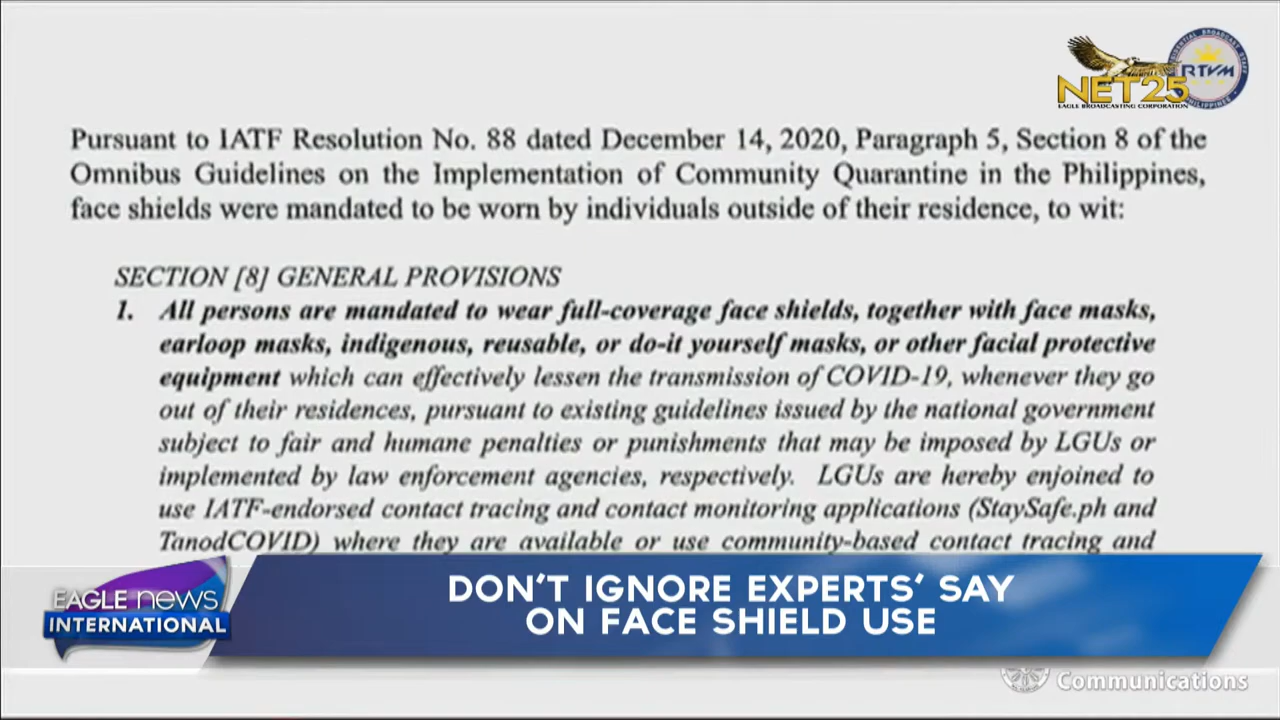 NET25
EAGLE BROADCASTING CORPORATION
RTVM
Pursuant to IATF Resolution No. 88 dated December 14, 2020, Paragraph 5, Section 8 of the
Omnibus Guidelines on the Implementation of Community Quarantine in the Philippines,
face shields were mandated to be worn by individuals outside of their residence, to wit:
SECTION [8] GENERAL PROVISIONS
1. All persons are mandated to wear full-coverage face shields, together with face masks,
earloop masks, indigenous, reusable, or do-it yourself masks, or other facial protective
equipment which can effectively lessen the transmission of COVID-19, whenever they go
out of their residences, pursuant to existing guidelines issued by the national government
subject to fair and humane penalties or punishments that may be imposed by LGUs or
implemented by law enforcement agencies, respectively. LGUs are hereby enjoined to
use IATF-endorsed contact tracing and contact monitoring applications (StaySafe.ph and
TanodCOVID) where they are available or use community-based contact tracing and
EAGLE news
INTERNATIONAL
DON'T IGNORE EXPERTS' SAY
ON FACE SHIELD USE
Communications